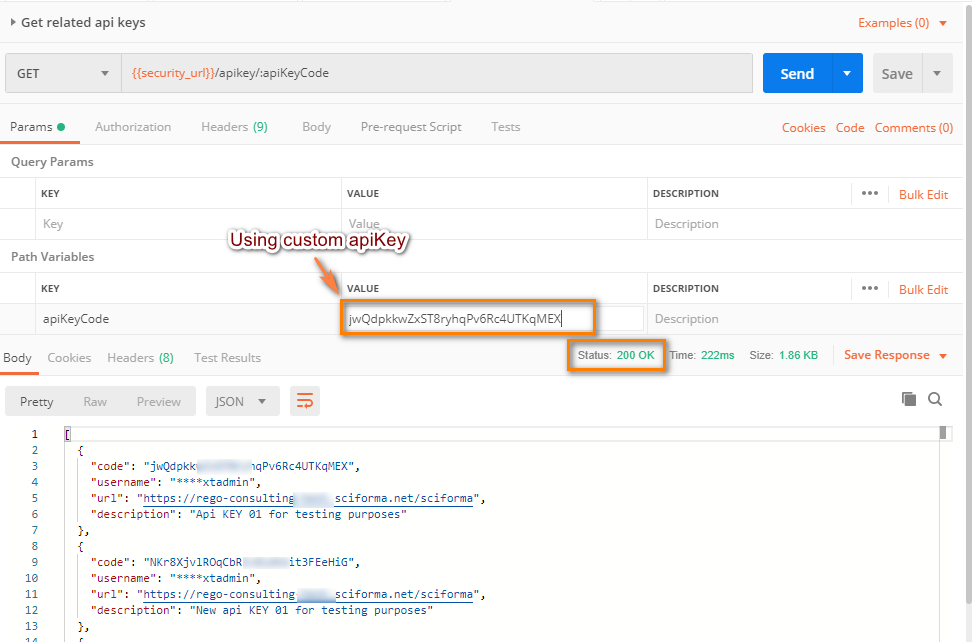 Get related api keys Examples (0)
GET {{security_url}}/apikey/:apiKeyCode Send Save
Params Authorization Headers (9) Body Pre-request Script Tests Cookies Code Comments (0)
Query Params
KEY VALUE DESCRIPTION ••• Bulk Edit
Key Value Description
Using custom apiKey
Path Variables
KEY VALUE DESCRIPTION ••• Bulk Edit
apiKeyCode jwQdpkkwZxST8ryhqPv6Rc4UTKqMEX Description
Body Cookies Headers (8) Test Results Status: 200 OK Time: 222ms Size: 1.86 KB Save Response
Pretty Raw Preview JSON
1 [
2 {
3 "code": "jwQdpkk hqPv6Rc4UTKqMEX",
4 "username": "****xtadmin",
5 "url": "https://rego-consulting sciforma.net/sciforma",
6 "description": "Api KEY 01 for testing purposes"
7 },
8 {
9 "code": "NKr8XjvlROqCbR it3FEeHiG",
10 "username": "****xtadmin",
11 "url": "https://rego-consulting sciforma.net/sciforma",
12 "description": "New api KEY 01 for testing purposes"
13 },